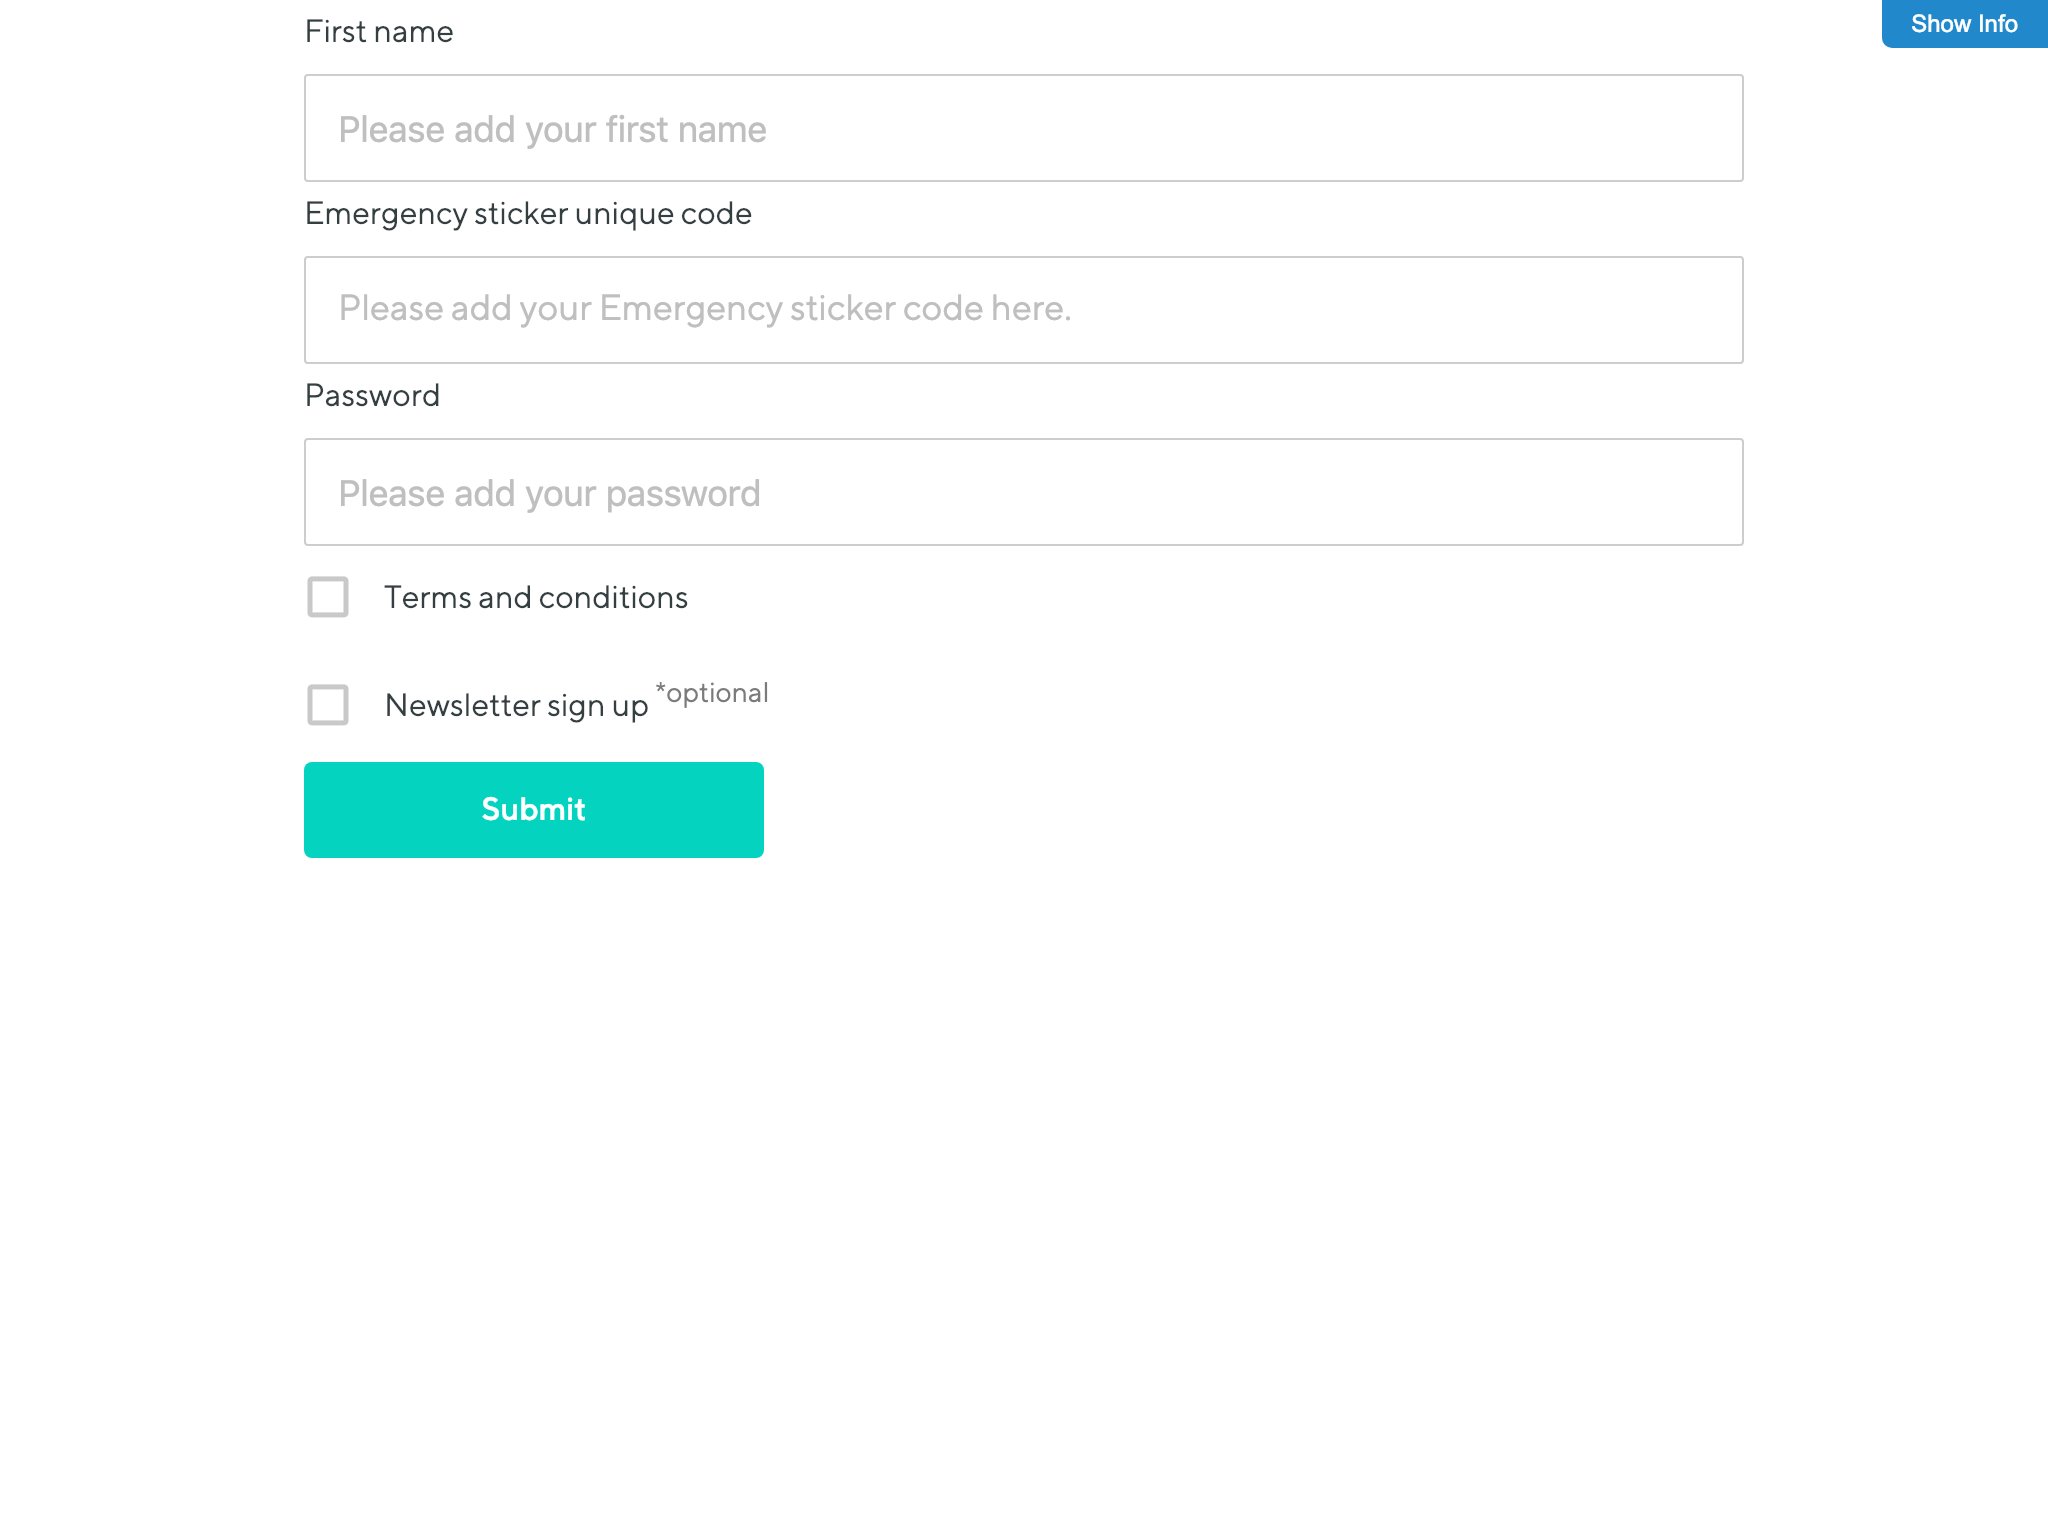 First name
Show Info
Please add your first name
Emergency sticker unique code
Please add your Emergency sticker code here.
Password
Please add your password
Terms and conditions
Newsletter sign up *optional
Submit